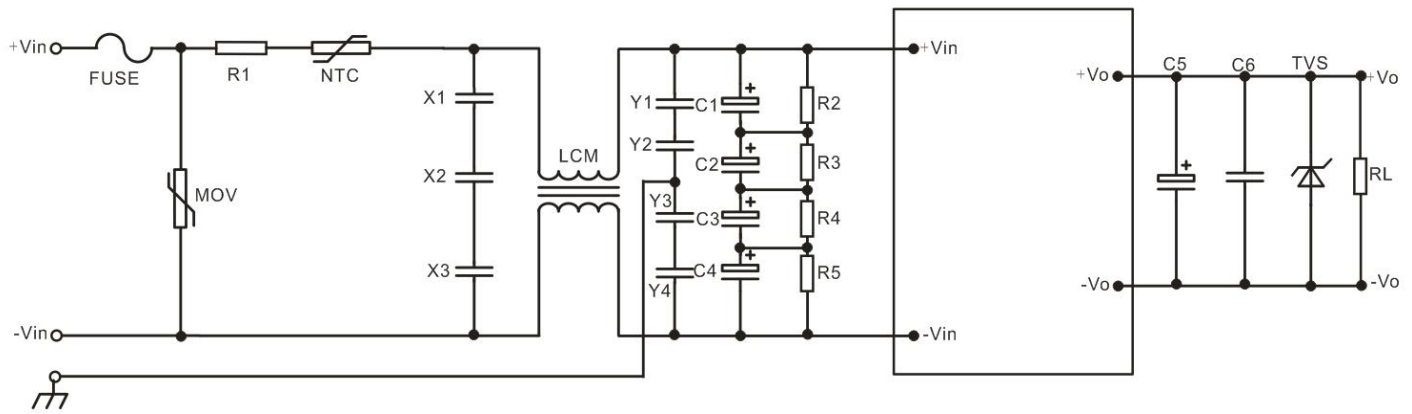 +Vin
FUSE
R1
NTC
MOV
X1
X2
X3
-Vin
LCM
Y1
Y2
Y3
Y4
C1
C2
C3
C4
+
+
+
+
R2
R3
R4
R5
+Vin
-Vin
+Vo
-Vo
C5
C6
TVS
+
+Vo
RL
-Vo